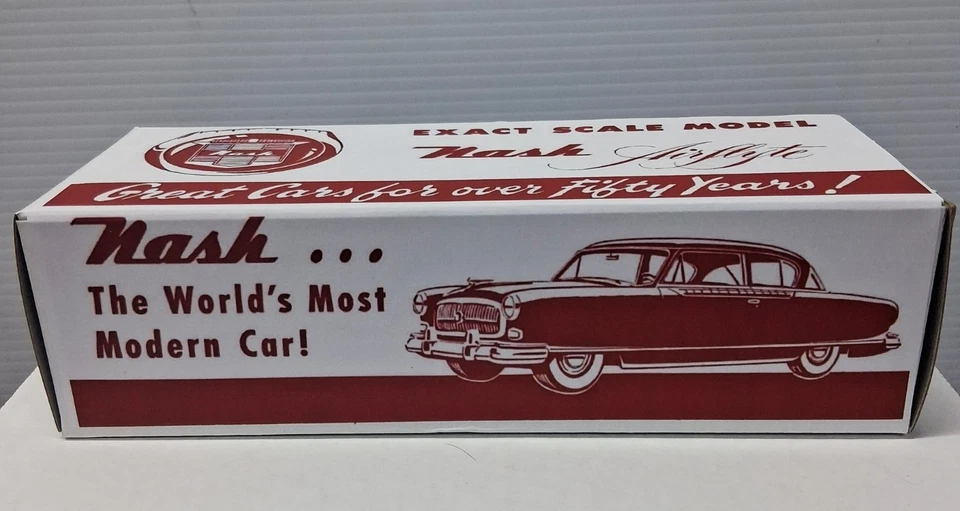 EXACT SCALE MODEL
Nash Airflyte
Great Cars for over Fifty Years!
Nash ...
The World's Most
Modern Car!